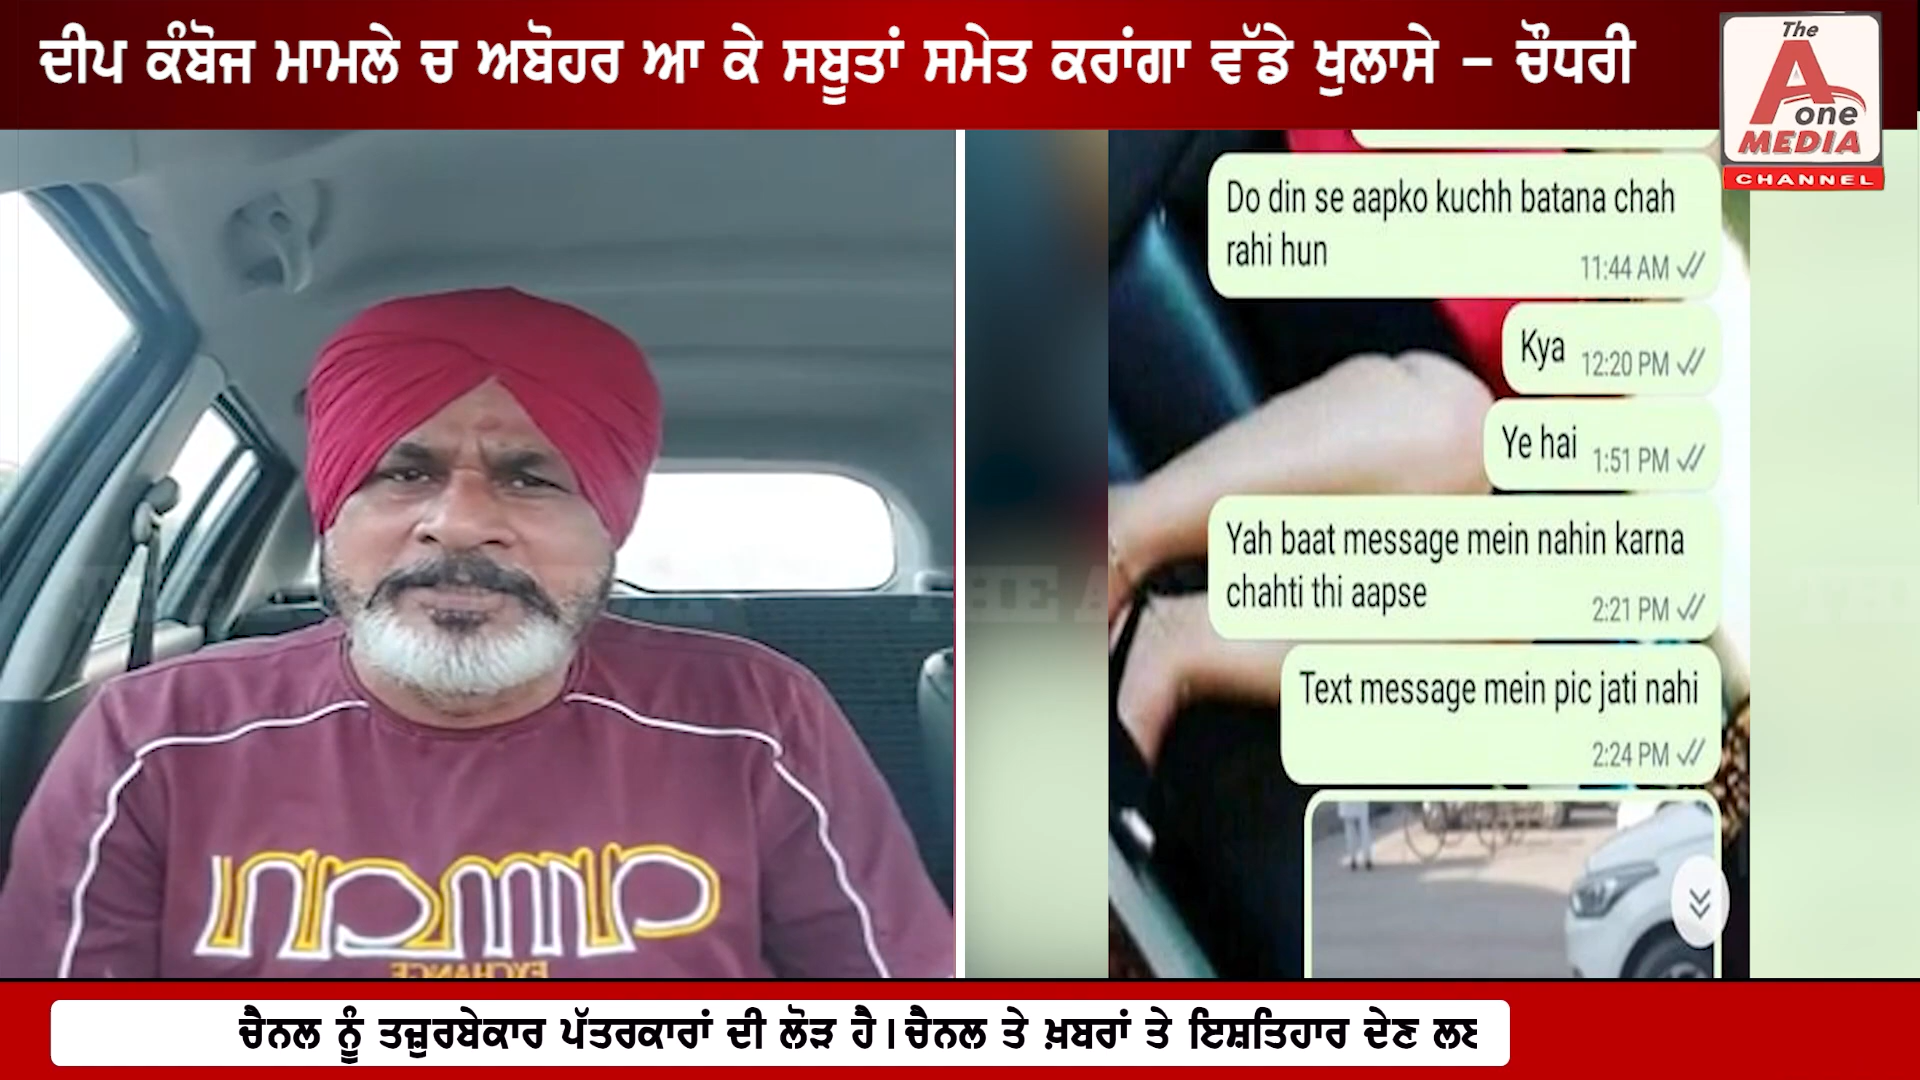 ਦੀਪ ਕੰਬੋਜ ਮਾਮਲੇ ਚ ਅਬੋਹਰ ਆ ਕੇ ਸਬੂਤਾਂ ਸਮੇਤ ਕਰਾਂਗਾ ਵੱਡੇ ਖੁਲਾਸੇ – ਚੌਧਰੀ
The
A one
MEDIA
CHANNEL
Do din se aapko kuchh batana chah
rahi hun
11:44 AM
Kya 12:20 PM
Ye hai 1:51 PM
Yah baat message mein nahin karna
chahti thi aapse
2:21 PM
Text message mein pic jati nahi
2:24 PM
EXCHANGE
ਚੈਨਲ ਨੂੰ ਤਜ਼ੁਰਬੇਕਾਰ ਪੱਤਰਕਾਰਾਂ ਦੀ ਲੋੜ ਹੈ।ਚੈਨਲ ਤੇ ਖ਼ਬਰਾਂ ਤੇ ਇਸ਼ਤਿਹਾਰ ਦੇਣ